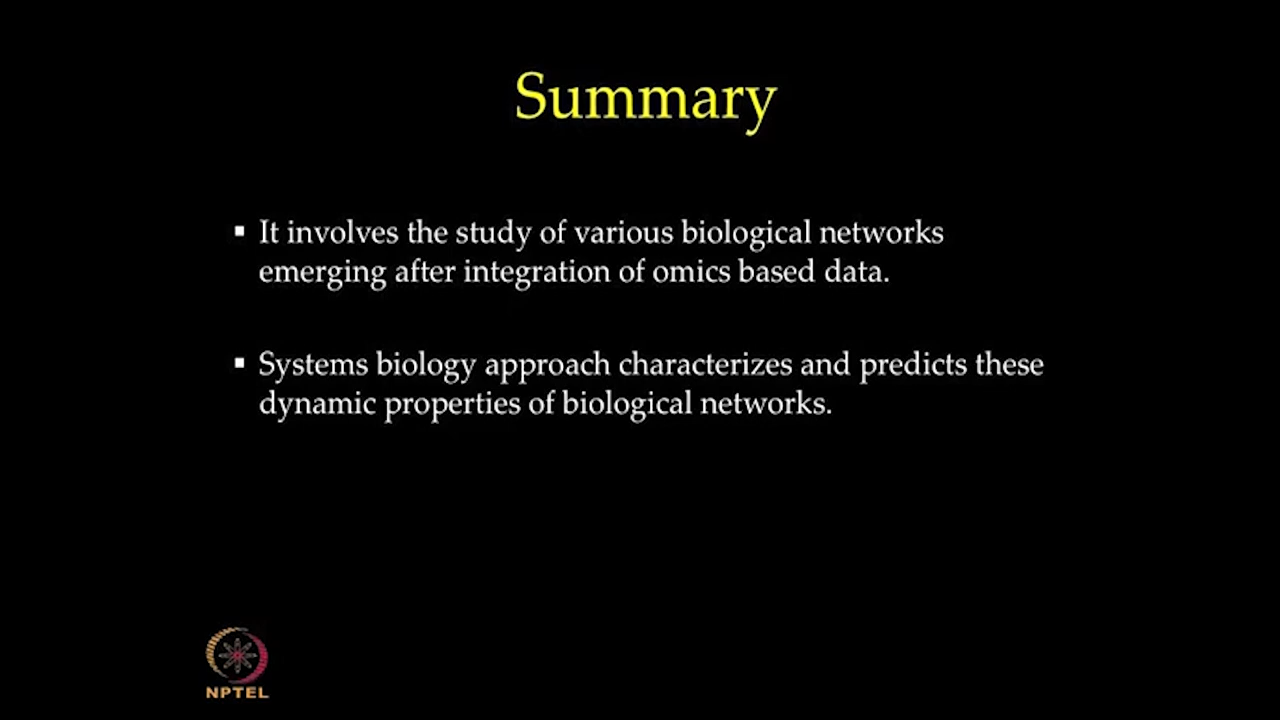 Summary
▪ It involves the study of various biological networks
emerging after integration of omics based data.
▪ Systems biology approach characterizes and predicts these
dynamic properties of biological networks.
NPTEL